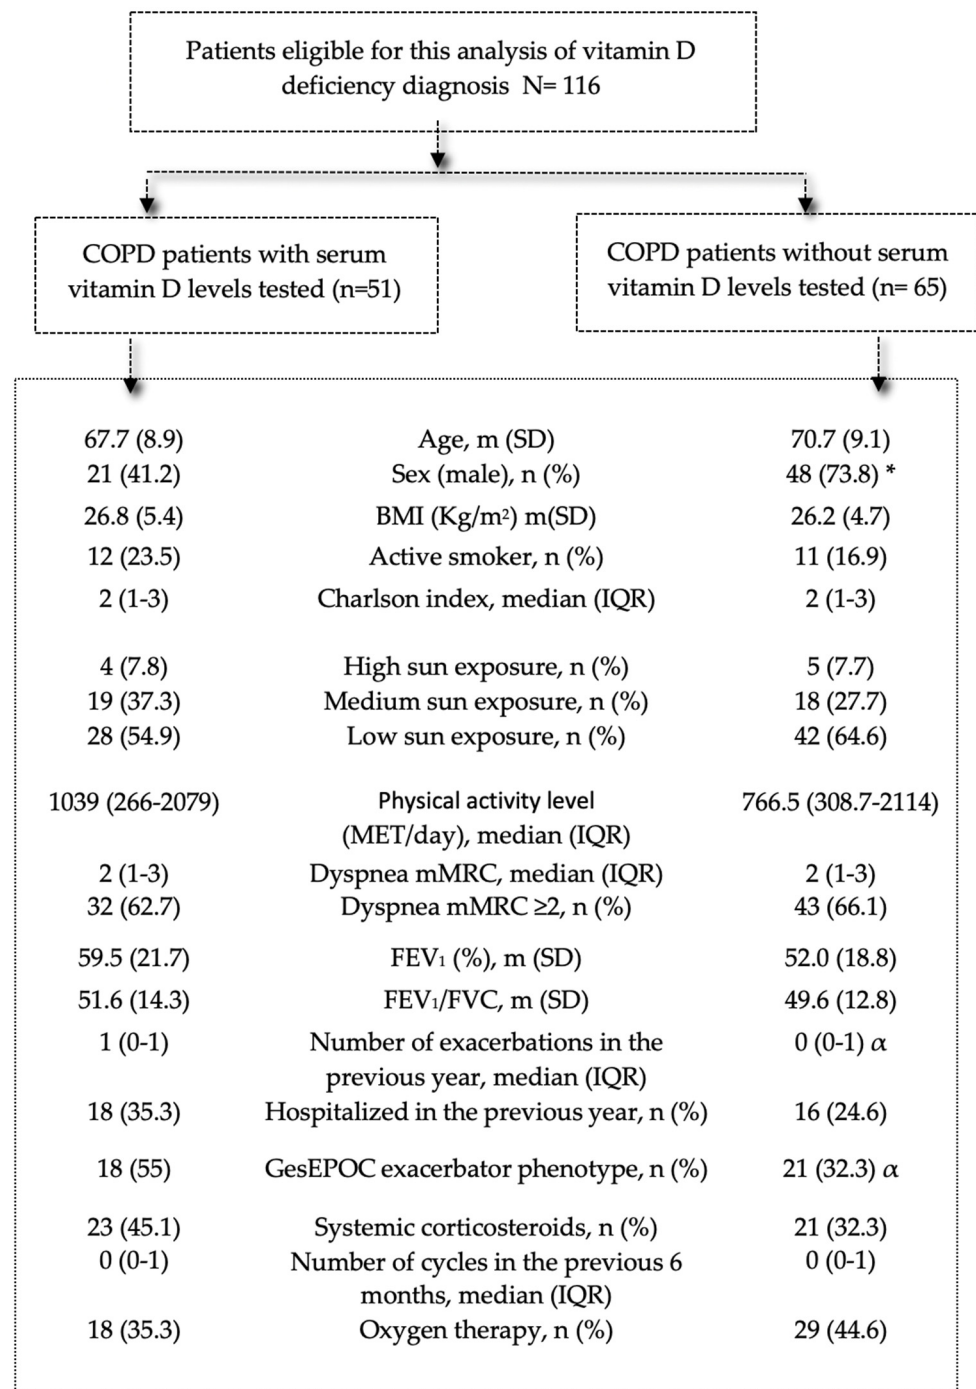 Patients eligible for this analysis of vitamin D
deficiency diagnosis N= 116
COPD patients with serum
vitamin D levels tested (n=51)
COPD patients without serum
vitamin D levels tested (n= 65)
67.7 (8.9) Age, m (SD) 70.7 (9.1)
21 (41.2) Sex (male), n (%) 48 (73.8) *
26.8 (5.4) BMI (Kg/m²) m(SD) 26.2 (4.7)
12 (23.5) Active smoker, n (%) 11 (16.9)
2 (1-3) Charlson index, median (IQR) 2 (1-3)
4 (7.8) High sun exposure, n (%) 5 (7.7)
19 (37.3) Medium sun exposure, n (%) 18 (27.7)
28 (54.9) Low sun exposure, n (%) 42 (64.6)
1039 (266-2079) Physical activity level 766.5 (308.7-2114)
(MET/day), median (IQR)
2 (1-3) Dyspnea mMRC, median (IQR) 2 (1-3)
32 (62.7) Dyspnea mMRC ≥2, n (%) 43 (66.1)
59.5 (21.7) FEV₁ (%), m (SD) 52.0 (18.8)
51.6 (14.3) FEV₁/FVC, m (SD) 49.6 (12.8)
1 (0-1) Number of exacerbations in the 0 (0-1) α
previous year, median (IQR)
18 (35.3) Hospitalized in the previous year, n (%) 16 (24.6)
18 (55) GesEPOC exacerbator phenotype, n (%) 21 (32.3) α
23 (45.1) Systemic corticosteroids, n (%) 21 (32.3)
0 (0-1) Number of cycles in the previous 6 0 (0-1)
months, median (IQR)
18 (35.3) Oxygen therapy, n (%) 29 (44.6)